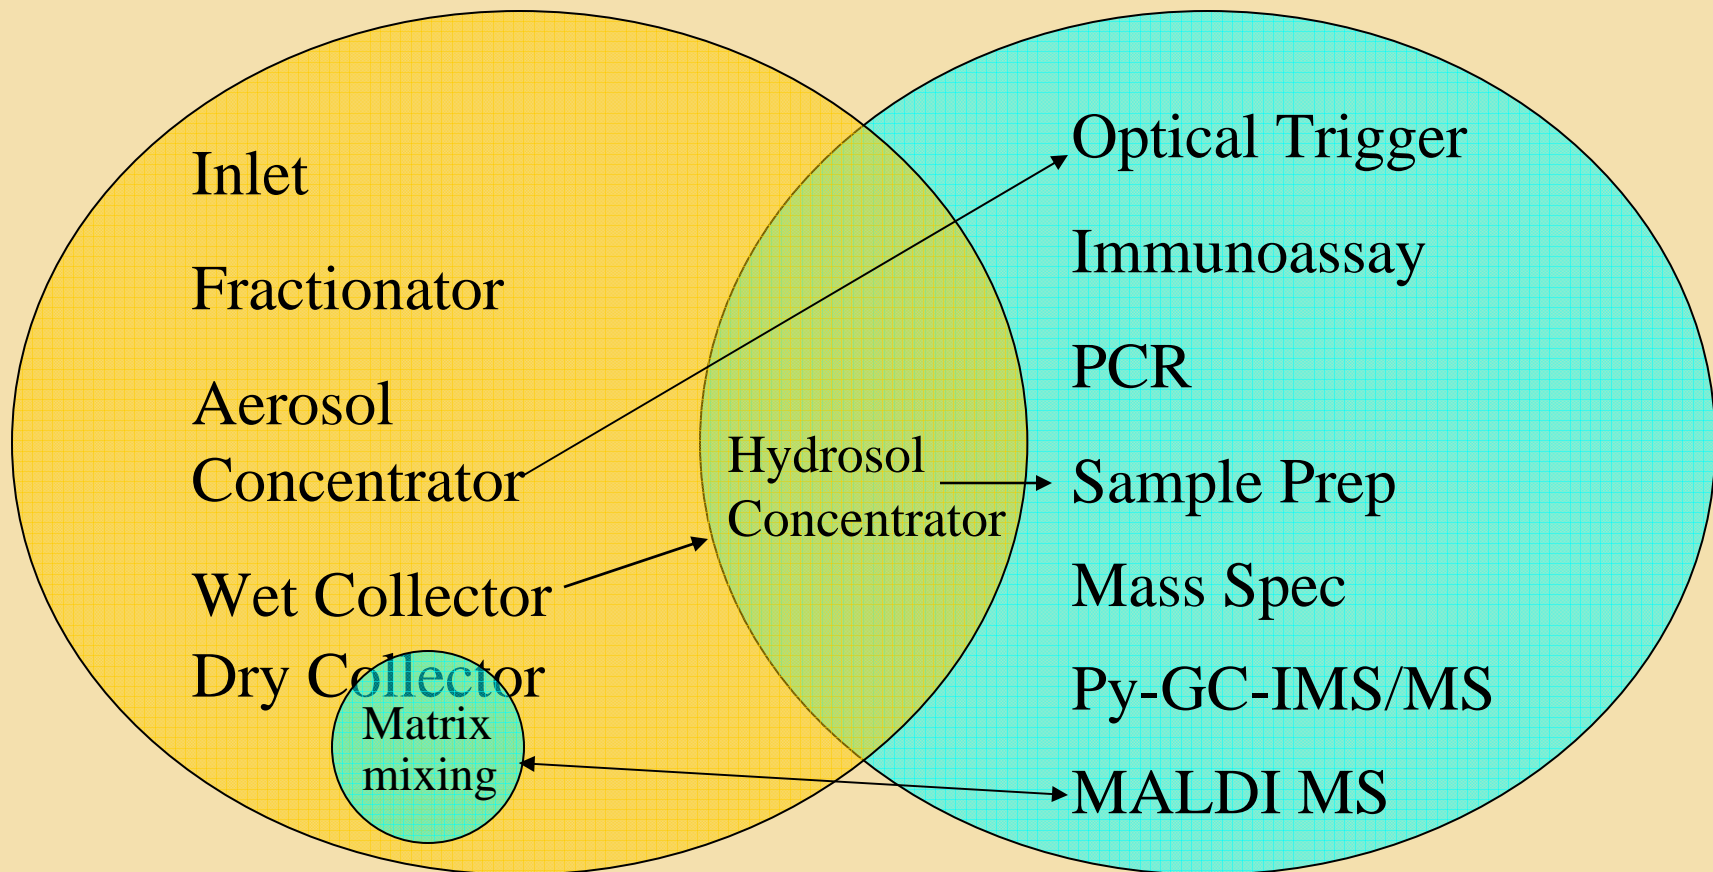 Inlet
Fractionator
Aerosol
Concentrator
Wet Collector
Dry Collector
Matrix
mixing
Hydrosol
Concentrator
Optical Trigger
Immunoassay
PCR
Sample Prep
Mass Spec
Py-GC-IMS/MS
MALDI MS